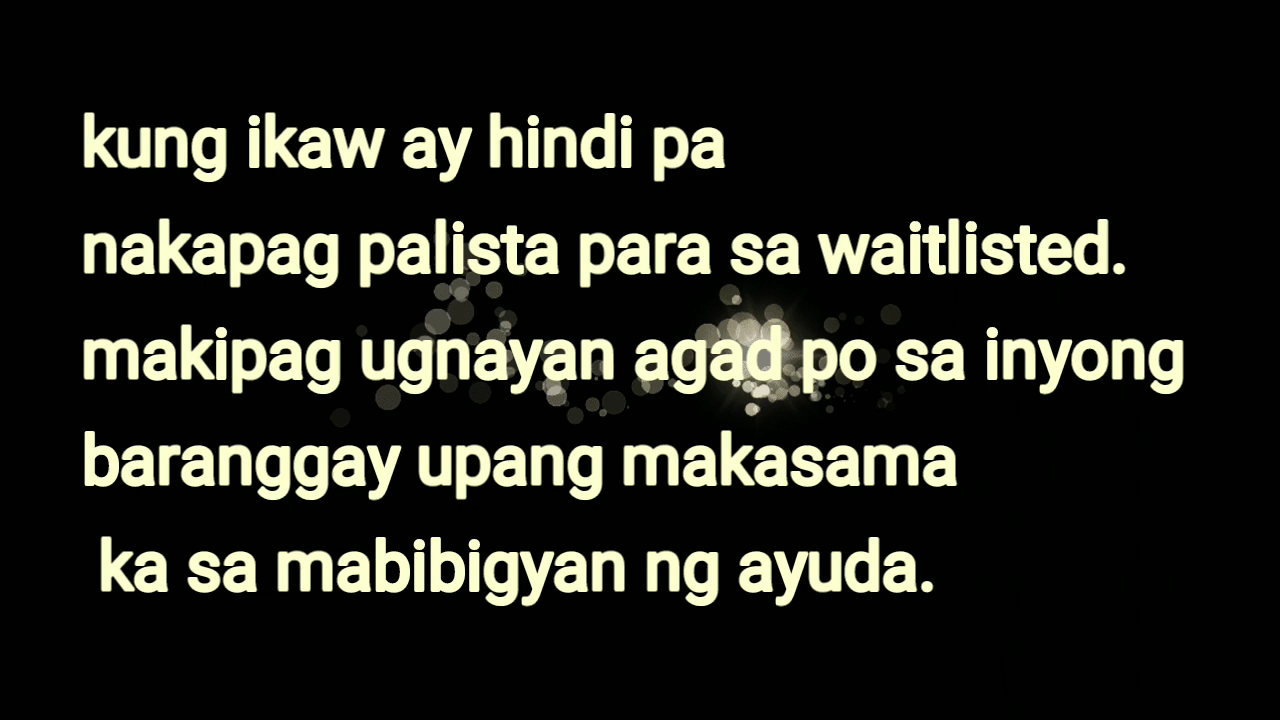 kung ikaw ay hindi pa
nakapag palista para sa waitlisted.
makipag ugnayan agad po sa inyong
baranggay upang makasama
ka sa mabibigyan ng ayuda.